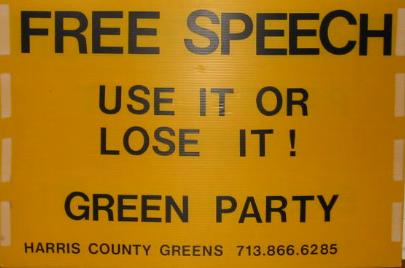 FREE SPEECH
USE IT OR
LOSE IT!
GREEN PARTY
HARRIS COUNTY GREENS 713.866.6285